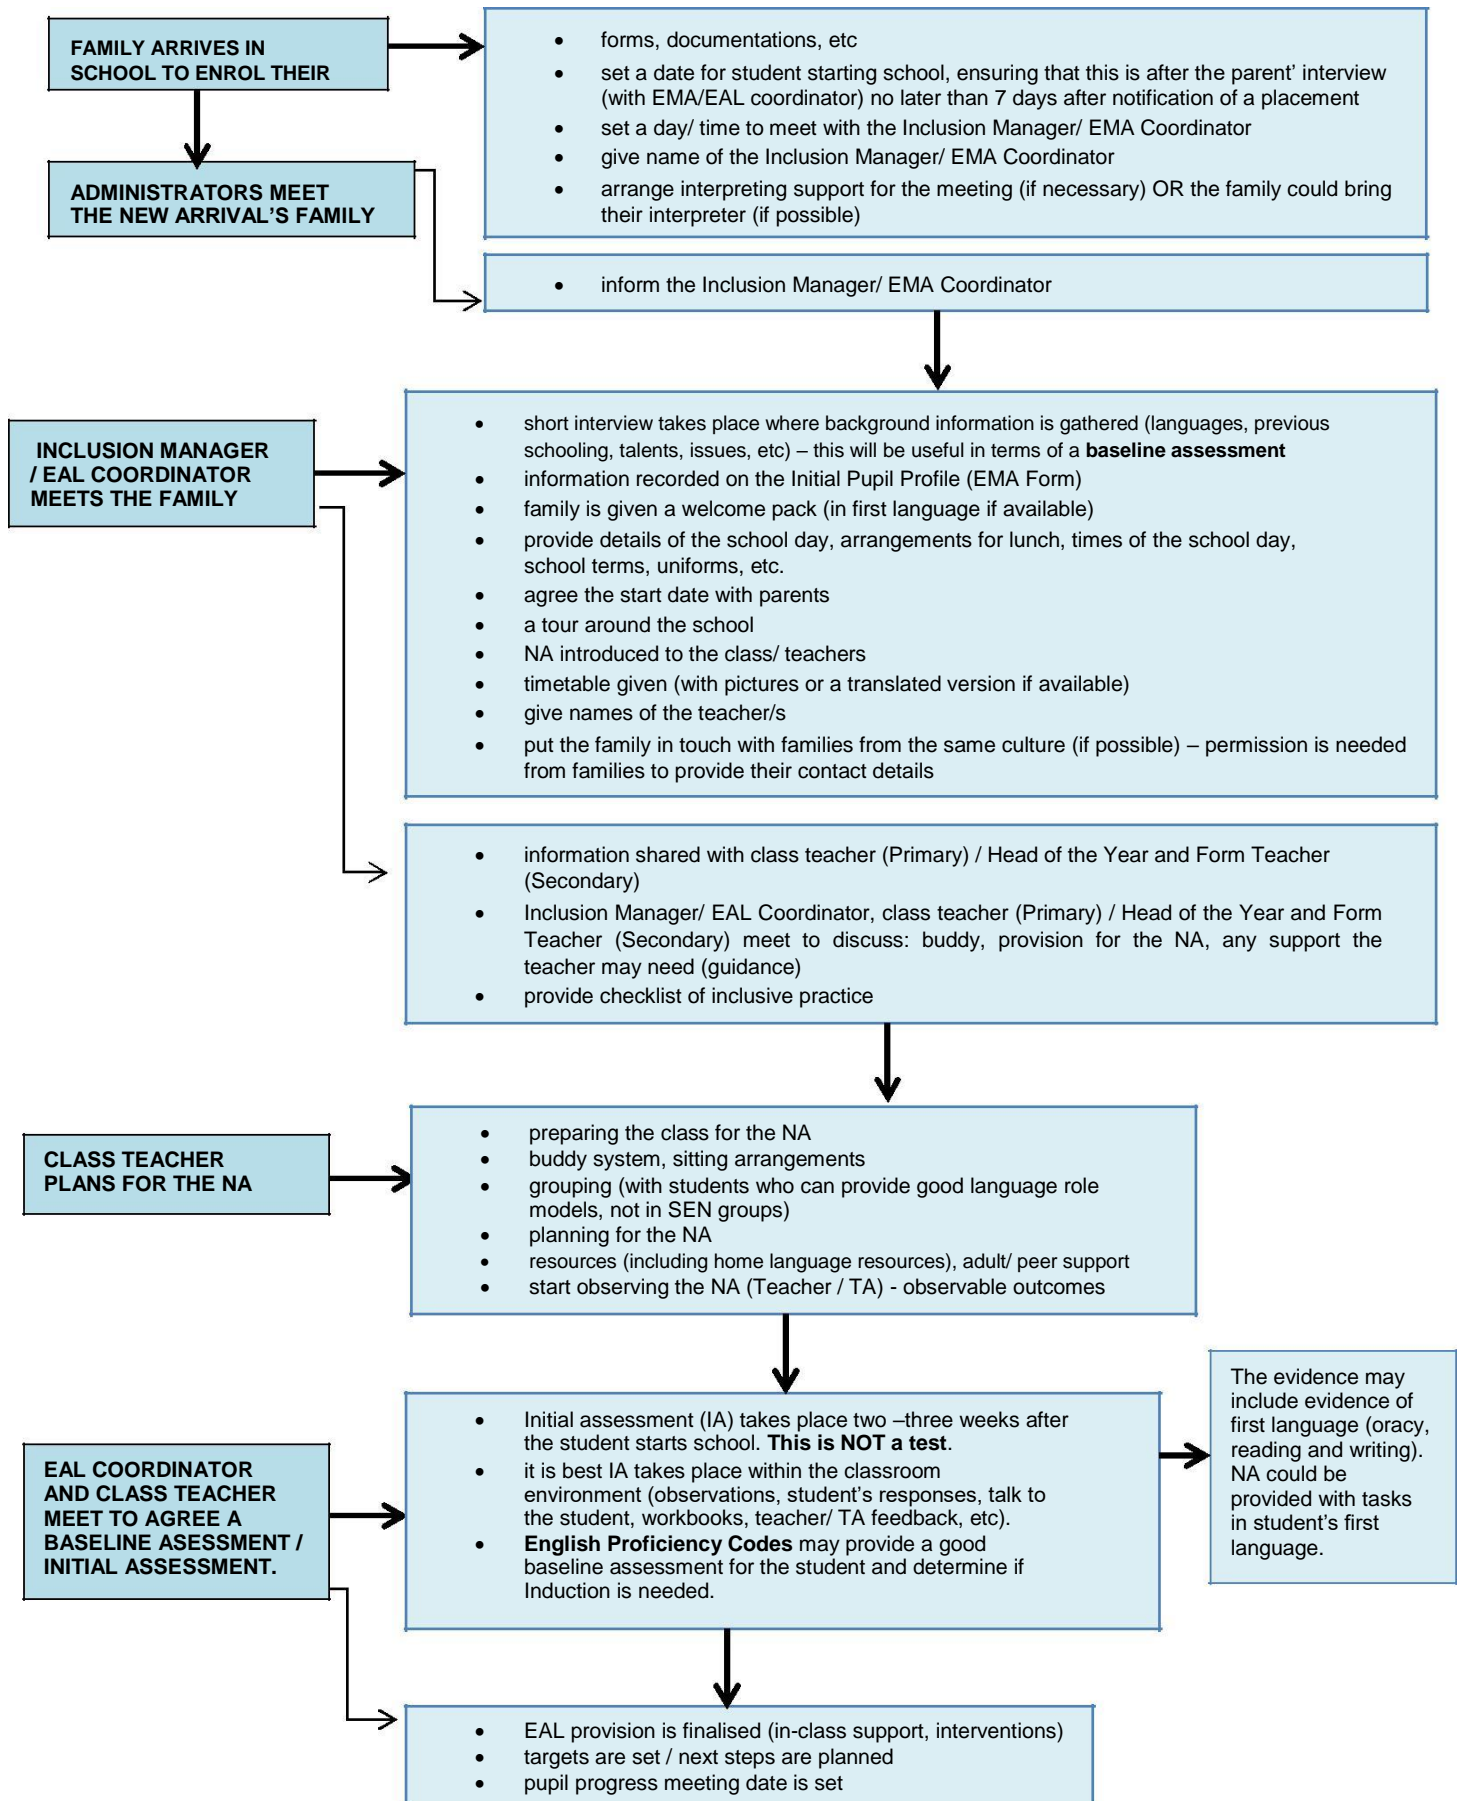 FAMILY ARRIVES IN
SCHOOL TO ENROL THEIR
• forms, documentations, etc
• set a date for student starting school, ensuring that this is after the parent' interview
(with EMA/EAL coordinator) no later than 7 days after notification of a placement
• set a day/ time to meet with the Inclusion Manager/ EMA Coordinator
• give name of the Inclusion Manager/ EMA Coordinator
• arrange interpreting support for the meeting (if necessary) OR the family could bring
their interpreter (if possible)
ADMINISTRATORS MEET
THE NEW ARRIVAL'S FAMILY
• inform the Inclusion Manager/ EMA Coordinator
INCLUSION MANAGER
/ EAL COORDINATOR
MEETS THE FAMILY
• short interview takes place where background information is gathered (languages, previous
schooling, talents, issues, etc) – this will be useful in terms of a baseline assessment
• information recorded on the Initial Pupil Profile (EMA Form)
• family is given a welcome pack (in first language if available)
• provide details of the school day, arrangements for lunch, times of the school day,
school terms, uniforms, etc.
• agree the start date with parents
• a tour around the school
• NA introduced to the class/ teachers
• timetable given (with pictures or a translated version if available)
• give names of the teacher/s
• put the family in touch with families from the same culture (if possible) – permission is needed
from families to provide their contact details
• information shared with class teacher (Primary) / Head of the Year and Form Teacher
(Secondary)
• Inclusion Manager/ EAL Coordinator, class teacher (Primary) / Head of the Year and Form
Teacher (Secondary) meet to discuss: buddy, provision for the NA, any support the
teacher may need (guidance)
• provide checklist of inclusive practice
CLASS TEACHER
PLANS FOR THE NA
• preparing the class for the NA
• buddy system, sitting arrangements
• grouping (with students who can provide good language role
models, not in SEN groups)
• planning for the NA
• resources (including home language resources), adult/ peer support
• start observing the NA (Teacher / TA) - observable outcomes
EAL COORDINATOR
AND CLASS TEACHER
MEET TO AGREE A
BASELINE ASESSMENT /
INITIAL ASSESSMENT.
• Initial assessment (IA) takes place two –three weeks after
the student starts school. This is NOT a test.
• it is best IA takes place within the classroom
environment (observations, student's responses, talk to
the student, workbooks, teacher/ TA feedback, etc).
• English Proficiency Codes may provide a good
baseline assessment for the student and determine if
Induction is needed.
The evidence may
include evidence of
first language (oracy,
reading and writing).
NA could be
provided with tasks
in student's first
language.
• EAL provision is finalised (in-class support, interventions)
• targets are set / next steps are planned
• pupil progress meeting date is set